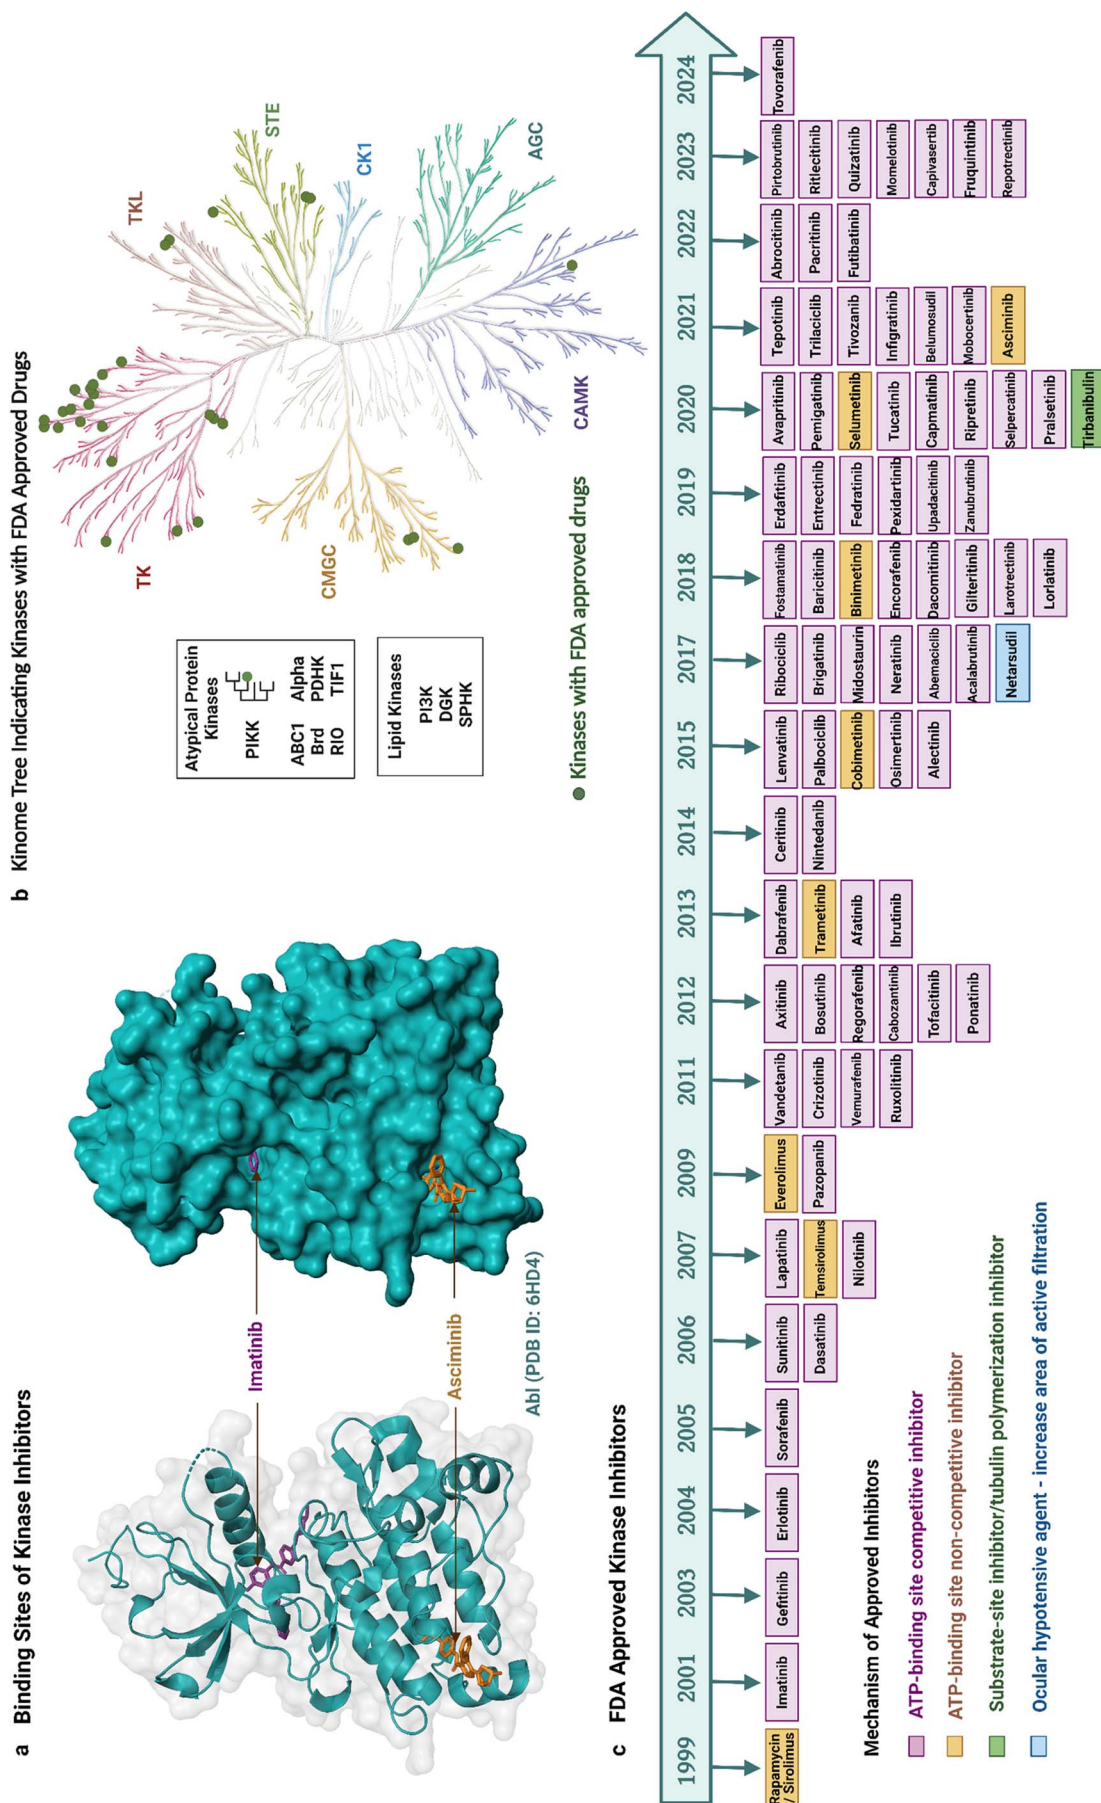 a Binding Sites of Kinase Inhibitors
Imatinib
Asciminib
Abl (PDB ID: 6HD4)
b Kinome Tree Indicating Kinases with FDA Approved Drugs
Atypical Protein
Kinases
PIKK
ABC1 Alpha
Brd PDHK
RIO TIF1
Lipid Kinases
PI3K
DGK
SPHK
TK
TKL
STE
CK1
AGC
CAMK
CMGC
Kinases with FDA approved drugs
c FDA Approved Kinase Inhibitors
1999
Rapamycin
/ Sirolimus
2001
Imatinib
2003
Gefitinib
2004
Erlotinib
2005
Sorafenib
2006
Sunitinib
Dasatinib
2007
Lapatinib
Temsirolimus
Nilotinib
2009
Everolimus
Pazopanib
2011
Vandetanib
Crizotinib
Vemurafenib
Ruxolitinib
2012
Axitinib
Bosutinib
Regorafenib
Cabozantinib
Tofacitinib
Ponatinib
2013
Dabrafenib
Trametinib
Afatinib
Ibrutinib
2014
Ceritinib
Nintedanib
2015
Lenvatinib
Palbociclib
Cobimetinib
Osimertinib
Alectinib
2017
Ribociclib
Brigatinib
Midostaurin
Neratinib
Abemaciclib
Acalabrutinib
Netarsudil
2018
Fostamatinib
Baricitinib
Binimetinib
Encorafenib
Dacomitinib
Gilteritinib
Larotrectinib
Lorlatinib
2019
Erdafitinib
Entrectinib
Fedratinib
Pexidartinib
Upadacitinib
Zanubrutinib
2020
Avapritinib
Pemigatinib
Selumetinib
Tucatinib
Capmatinib
Ripretinib
Selpercatinib
Pralsetinib
Tirbanibulin
2021
Tepotinib
Trilaciclib
Tivozanib
Infigratinib
Belumosudil
Mobocertinib
Asciminib
2022
Abrocitinib
Pacritinib
Futibatinib
2023
Pirtobrutinib
Ritlecitinib
Quizatinib
Momelotinib
Capivasertib
Fruquintinib
Repotrectinib
2024
Tovorafenib
Mechanism of Approved Inhibitors
ATP-binding site competitive inhibitor
ATP-binding site non-competitive inhibitor
Substrate-site inhibitor/tubulin polymerization inhibitor
Ocular hypotensive agent - increase area of active filtration